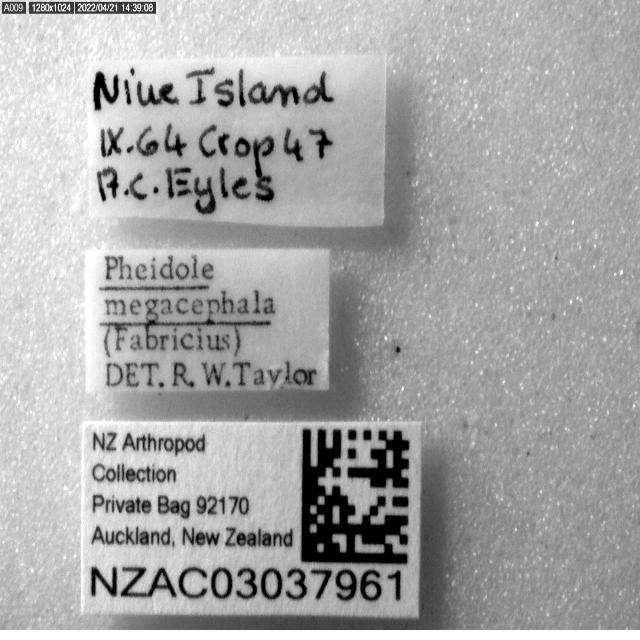 A009 1280x1024 2022/04/21 14:39:08
Niue Island
IX.64 Crop 47
A.C. Eyles
Pheidole
megacephala
(Fabricius)
DET. R. W. Taylor
NZ Arthropod
Collection
Private Bag 92170
Auckland, New Zealand
NZAC03037961